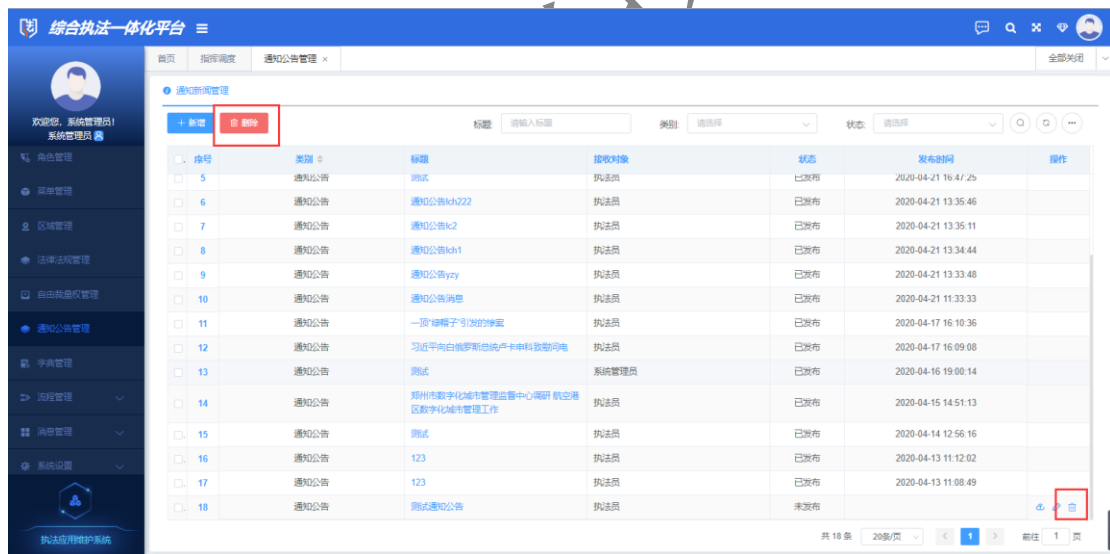 综合执法一体化平台
首页 指挥调度 通知公告管理 × 全部关闭
欢迎您，系统管理员！
系统管理员
角色管理
菜单管理
区域管理
法律法规管理
自由裁量权管理
通知公告管理
字典管理
流程管理
消息管理
系统设置
执法应用维护系统
通知新闻管理
+ 新增 删除 标题: 请输入标题 类别: 请选择 状态: 请选择
序号 类别 标题 接收对象 状态 发布时间 操作
5 通知公告 测试 执法员 已发布 2020-04-21 16:47:25
6 通知公告 通知公告lch222 执法员 已发布 2020-04-21 13:35:46
7 通知公告 通知公告lc2 执法员 已发布 2020-04-21 13:35:11
8 通知公告 通知公告lch1 执法员 已发布 2020-04-21 13:34:44
9 通知公告 通知公告yzy 执法员 已发布 2020-04-21 13:33:48
10 通知公告 通知公告消息 执法员 已发布 2020-04-21 11:33:33
11 通知公告 一顶“绿帽子”引发的惨案 执法员 已发布 2020-04-17 16:10:36
12 通知公告 习近平向白俄罗斯总统卢卡申科致慰问电 执法员 已发布 2020-04-17 16:09:08
13 通知公告 测试 系统管理员 已发布 2020-04-16 19:00:14
14 通知公告 郑州市数字化城市管理监督中心调研 航空港区数字化城市管理工作 执法员 已发布 2020-04-15 14:51:13
15 通知公告 测试 执法员 已发布 2020-04-14 12:56:16
16 通知公告 123 执法员 已发布 2020-04-13 11:12:02
17 通知公告 123 执法员 已发布 2020-04-13 11:08:49
18 通知公告 测试通知公告 执法员 未发布
共 18 条 20条/页 1 前往 1 页